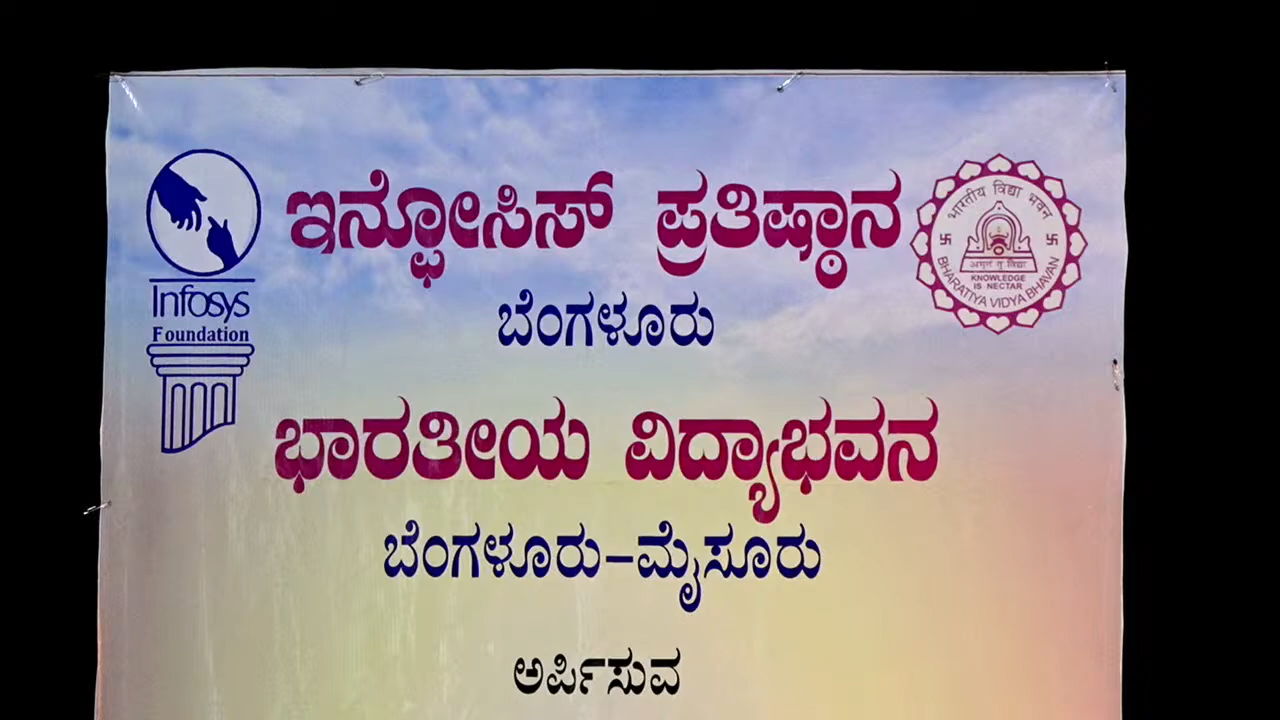 ಇನ್ಫೋಸಿಸ್ ಪ್ರತಿಷ್ಠಾನ
ಬೆಂಗಳೂರು
Infosys
Foundation
भारतीय विद्या भवन
अमृतं तु विद्या
KNOWLEDGE
IS NECTAR
BHARATIYA VIDYA BHAVAN
ಭಾರತೀಯ ವಿದ್ಯಾಭವನ
ಬೆಂಗಳೂರು-ಮೈಸೂರು
ಅರ್ಪಿಸುವ